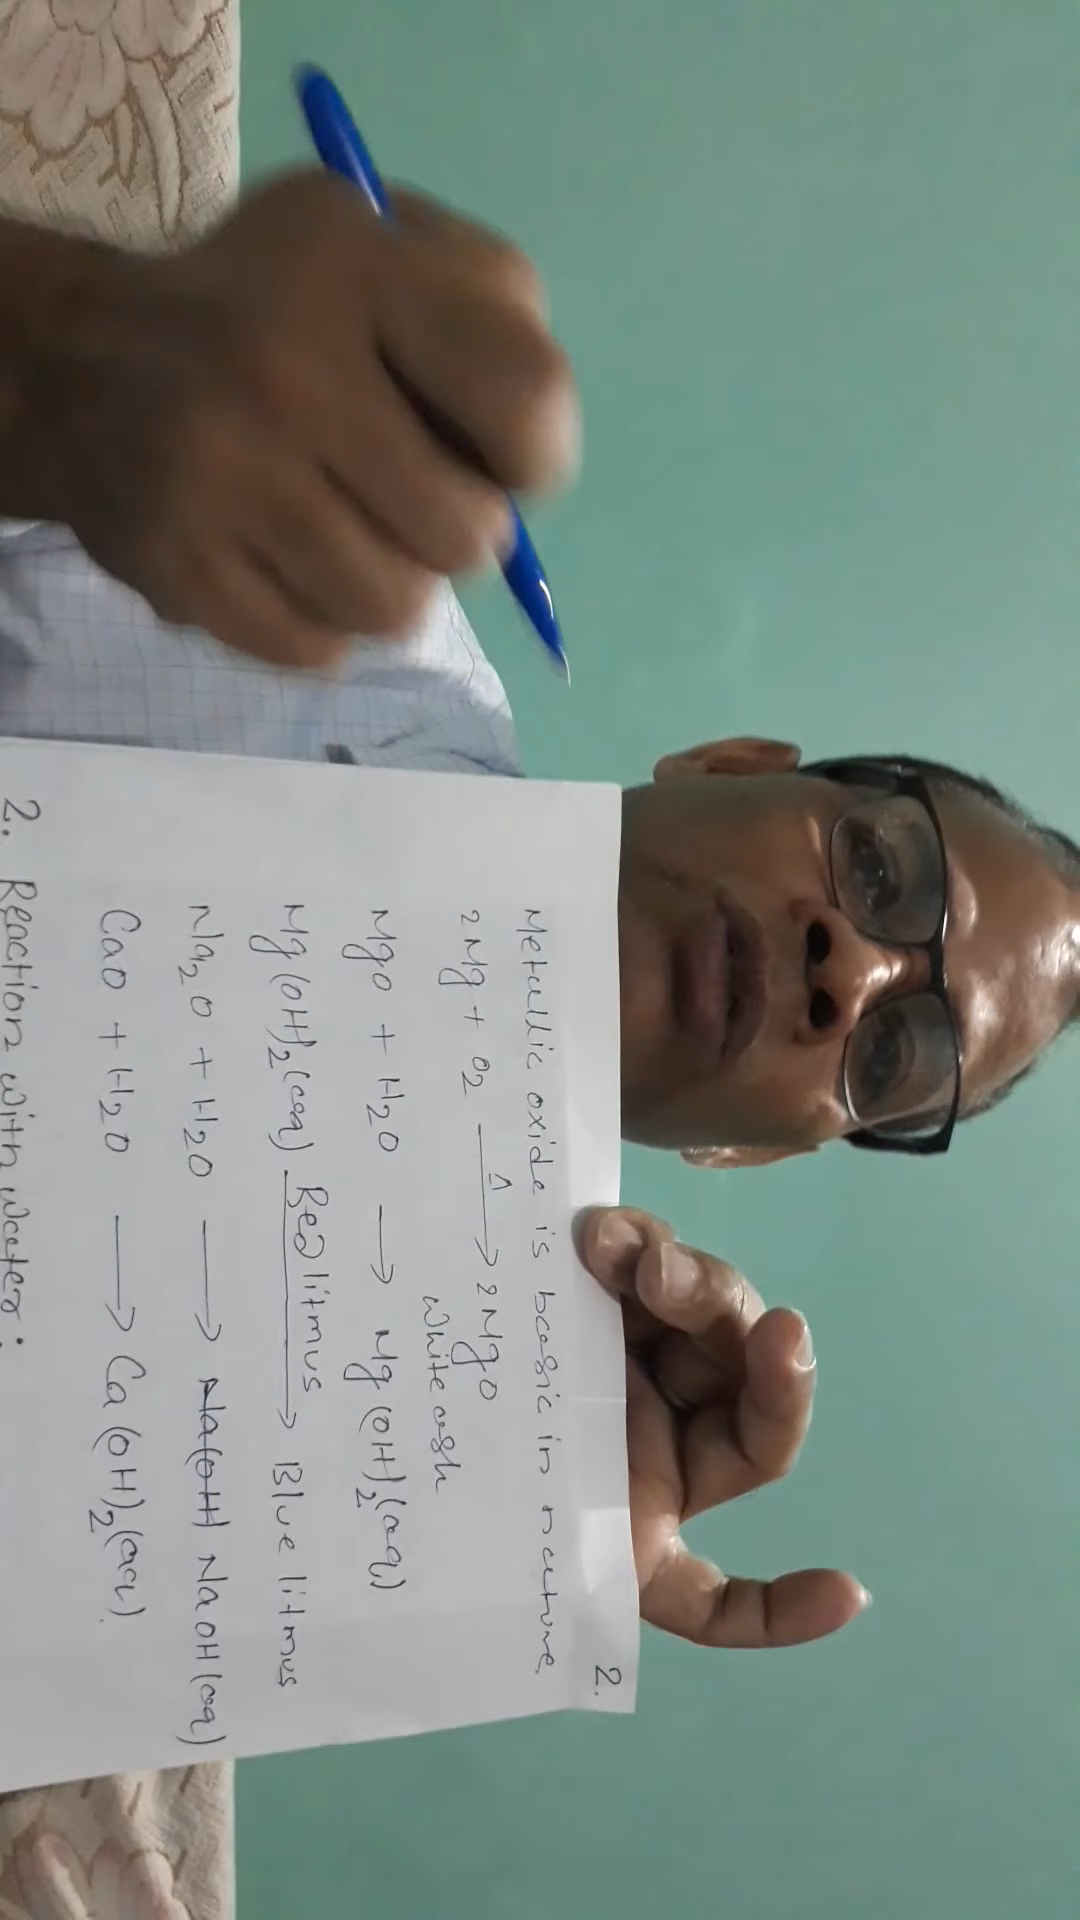 2.
Metallic oxide is basic in nature.
2Mg + O2 —Δ→ 2MgO
White ash
MgO + H2O → Mg(OH)2(aq)
Mg(OH)2(aq) —Red litmus→ Blue litmus
Na2O + H2O → Na(OH) NaOH(aq)
CaO + H2O → Ca(OH)2(aq).
2. Reaction with water: